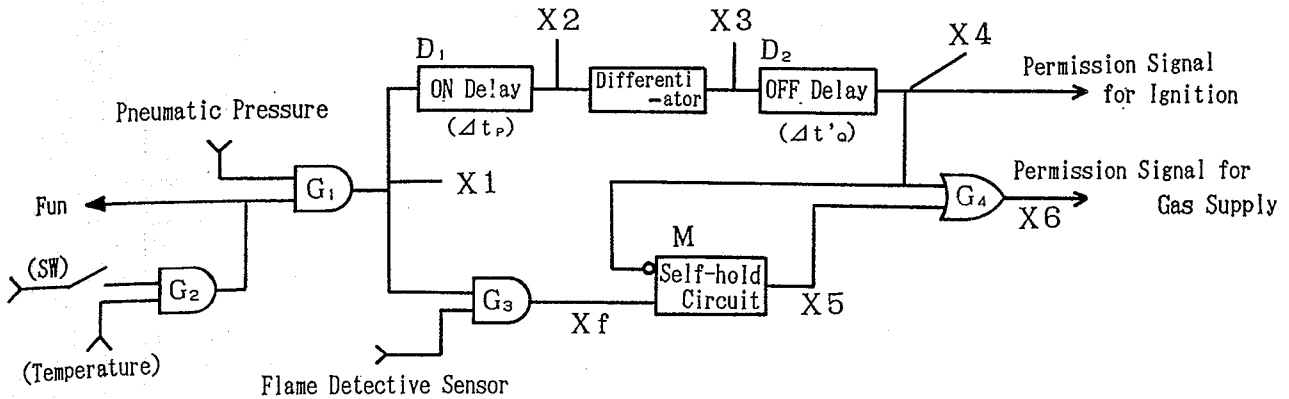 X2
X3
X4
D₁
D₂
ON Delay
Differenti
-ator
OFF Delay
Permission Signal
for Ignition
(Δtₚ)
(Δt'ₒ)
Pneumatic Pressure
G₁
X1
Fun
Permission Signal for
Gas Supply
G₄
X6
M
(SW)
G₂
Self-hold
Circuit
X5
G₃
Xf
(Temperature)
Flame Detective Sensor